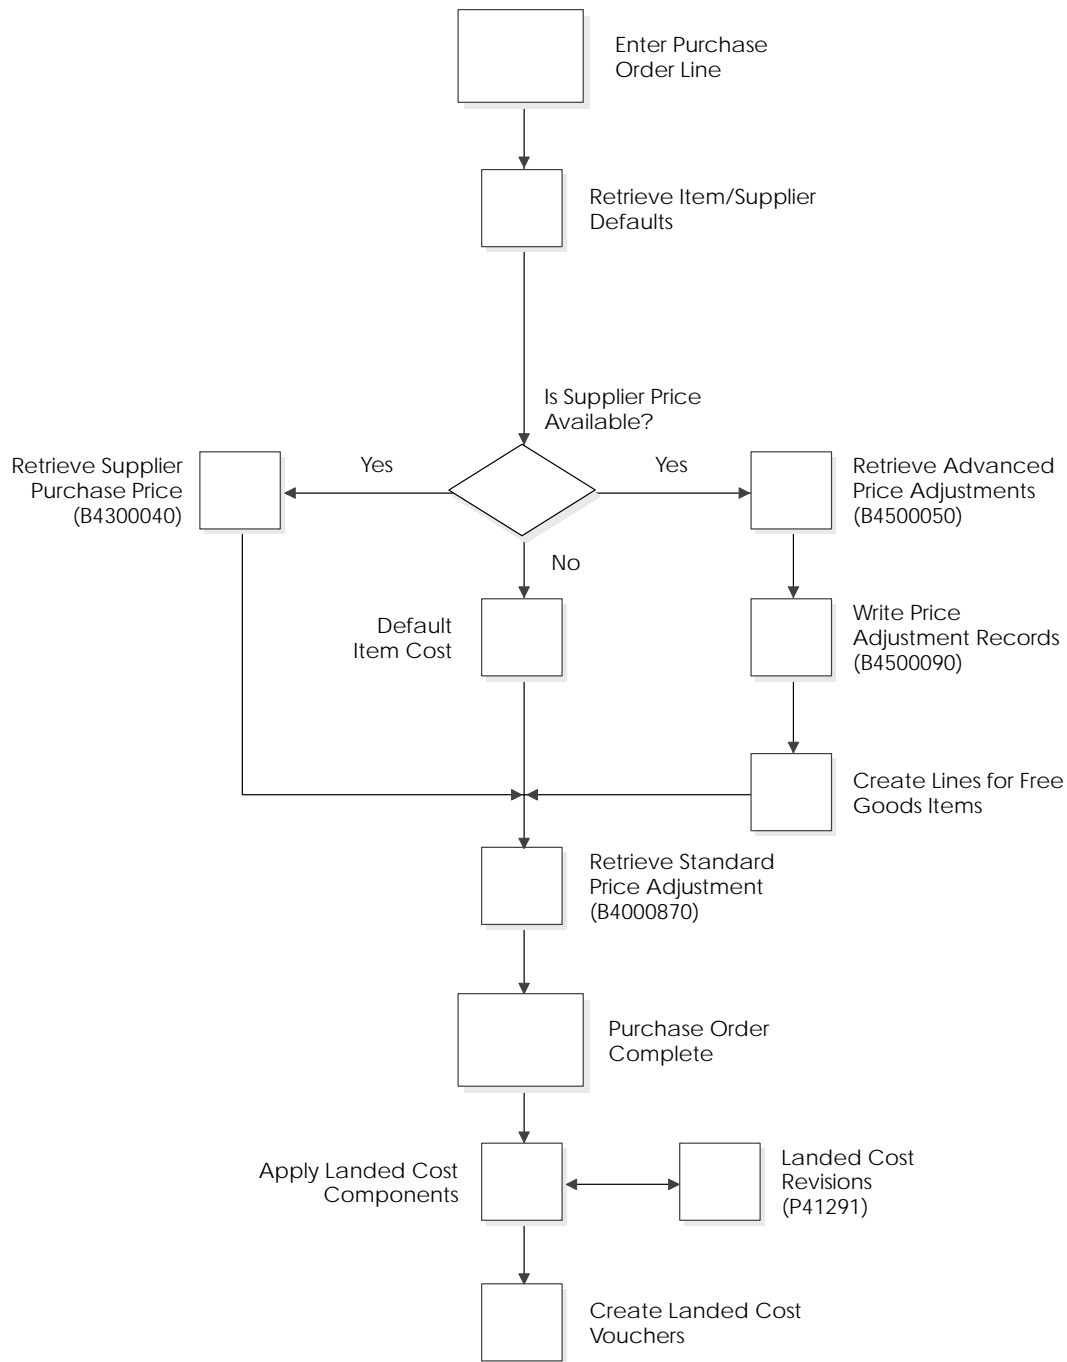 Enter Purchase
Order Line
Retrieve Item/Supplier
Defaults
Is Supplier Price
Available?
Retrieve Supplier
Purchase Price
(B4300040)
Yes
Yes
Retrieve Advanced
Price Adjustments
(B4500050)
No
Default
Item Cost
Write Price
Adjustment Records
(B4500090)
Create Lines for Free
Goods Items
Retrieve Standard
Price Adjustment
(B4000870)
Purchase Order
Complete
Apply Landed Cost
Components
Landed Cost
Revisions
(P41291)
Create Landed Cost
Vouchers